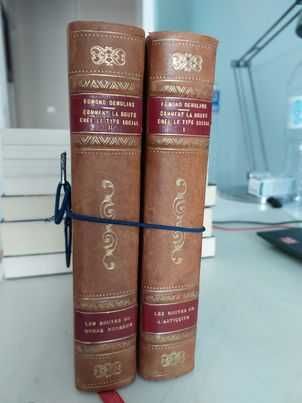 EDMOND DEMOLINS
COMMENT LA ROUTE
CRÉE LE TYPE SOCIAL
II
LES ROUTES DU
MONDE MODERNE
EDMOND DEMOLINS
COMMENT LA ROUTE
CRÉE LE TYPE SOCIAL
I
LES ROUTES DE
L'ANTIQUITÉ